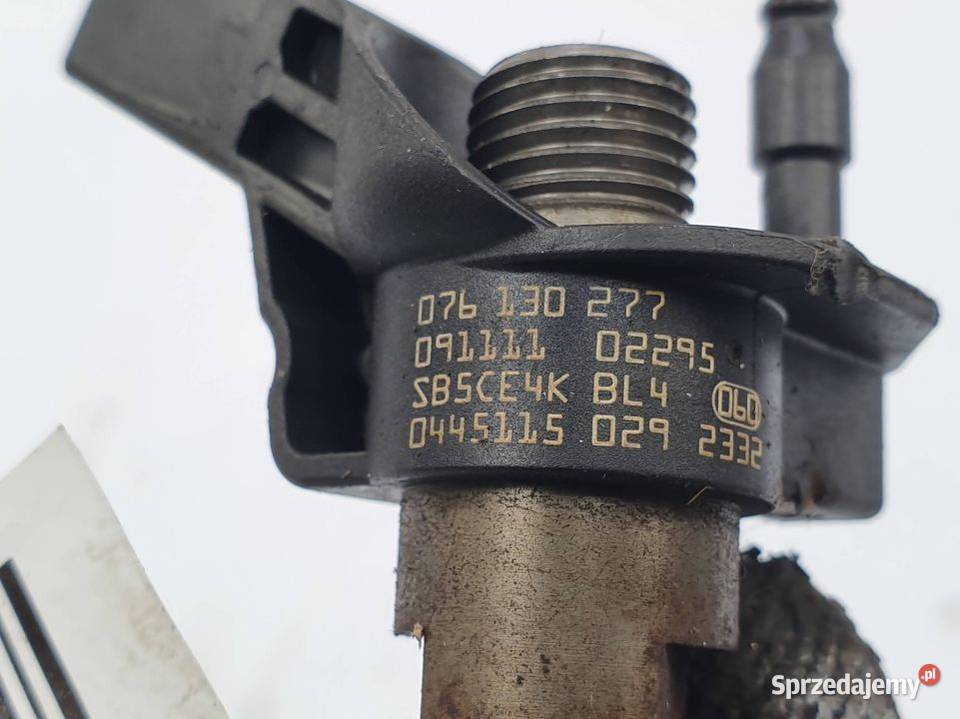 076 130 277
091111 02295
SB5CE4K BL4 060
0445115 029 2332
Sprzedajemy.pl